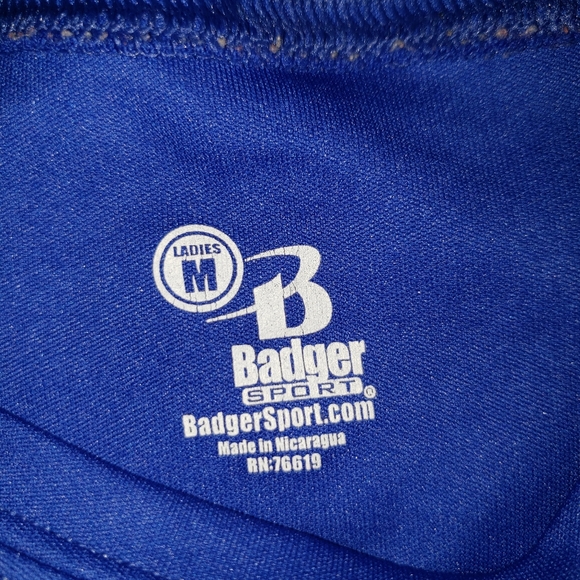 LADIES
M
B
Badger
SPORT®
BadgerSport.com
Made in Nicaragua
RN:76619